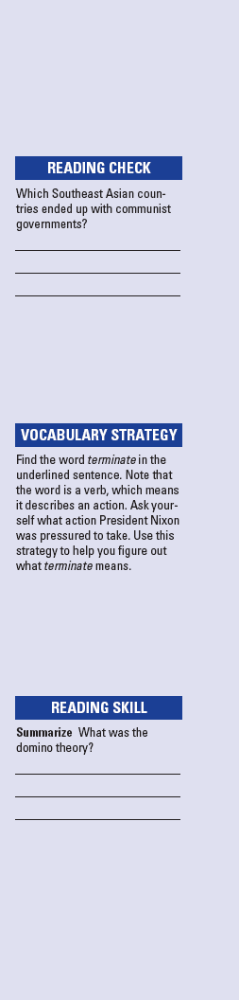 READING CHECK
Which Southeast Asian coun-
tries ended up with communist
governments?
VOCABULARY STRATEGY
Find the word terminate in the
underlined sentence. Note that
the word is a verb, which means
it describes an action. Ask your-
self what action President Nixon
was pressured to take. Use this
strategy to help you figure out
what terminate means.
READING SKILL
Summarize What was the
domino theory?